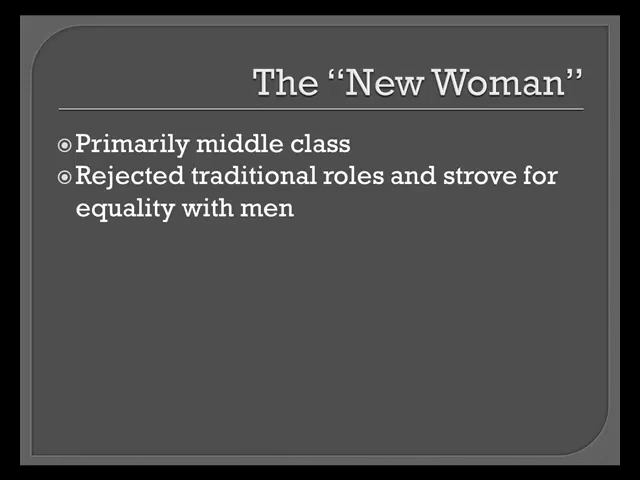 The “New Woman”
Primarily middle class
Rejected traditional roles and strove for
equality with men